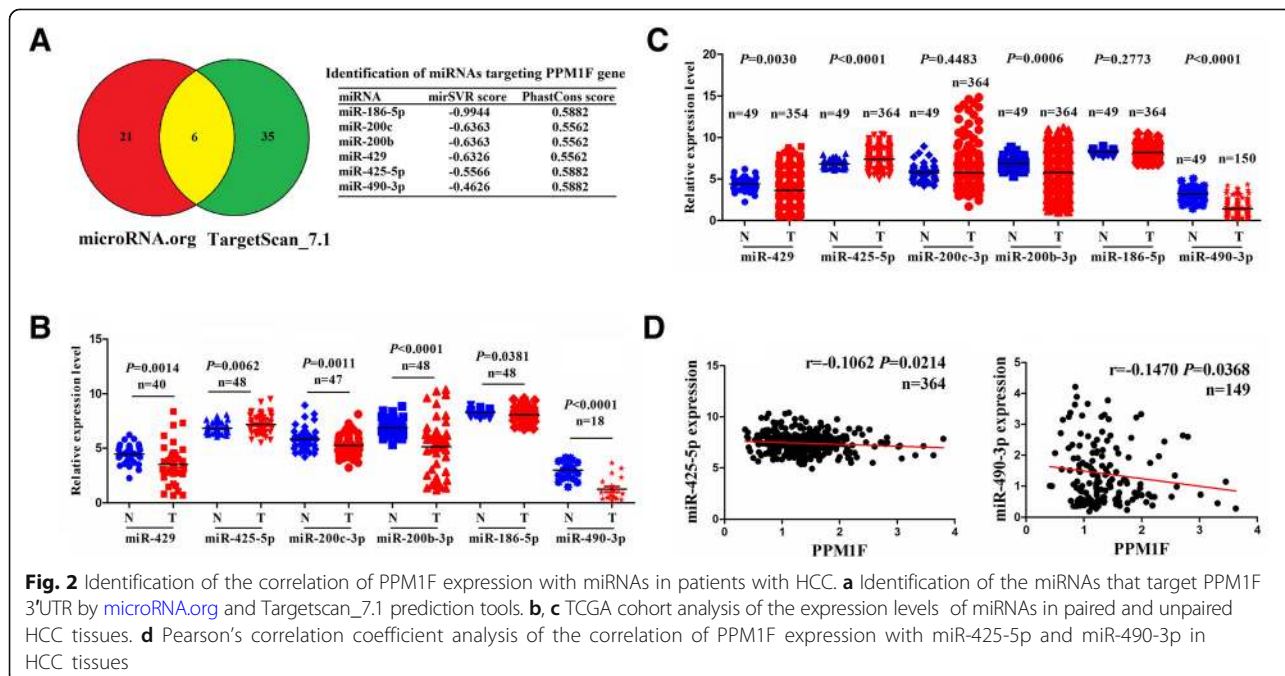 A
21
6
35
microRNA.org TargetScan_7.1
Identification of miRNAs targeting PPM1F gene
miRNA mirSVR score PhastCons score
miR-186-5p -0.9944 0.5882
miR-200c -0.6363 0.5562
miR-200b -0.6363 0.5562
miR-429 -0.6326 0.5562
miR-425-5p -0.5566 0.5882
miR-490-3p -0.4626 0.5882
B
Relative expression level
15
10
5
0
P=0.0014 P=0.0062 P=0.0011 P<0.0001 P=0.0381 P<0.0001
n=40 n=48 n=47 n=48 n=48 n=18
N T N T N T N T N T N T
miR-429 miR-425-5p miR-200c-3p miR-200b-3p miR-186-5p miR-490-3p
C
Relative expression level
20
15
10
5
0
P=0.0030 P<0.0001 P=0.4483 P=0.0006 P=0.2773 P<0.0001
n=49 n=354 n=49 n=364 n=49 n=364 n=49 n=364 n=49 n=364 n=49 n=150
N T N T N T N T N T N T
miR-429 miR-425-5p miR-200c-3p miR-200b-3p miR-186-5p miR-490-3p
D
r=-0.1062 P=0.0214
n=364
miR-425-5p expression
15
10
5
0
0 1 2 3 4
PPM1F
r=-0.1470 P=0.0368
n=149
miR-490-3p expression
5
4
3
2
1
0
0 1 2 3 4
PPM1F
Fig. 2 Identification of the correlation of PPM1F expression with miRNAs in patients with HCC. a Identification of the miRNAs that target PPM1F
3′UTR by microRNA.org and Targetscan_7.1 prediction tools. b, c TCGA cohort analysis of the expression levels of miRNAs in paired and unpaired
HCC tissues. d Pearson's correlation coefficient analysis of the correlation of PPM1F expression with miR-425-5p and miR-490-3p in
HCC tissues